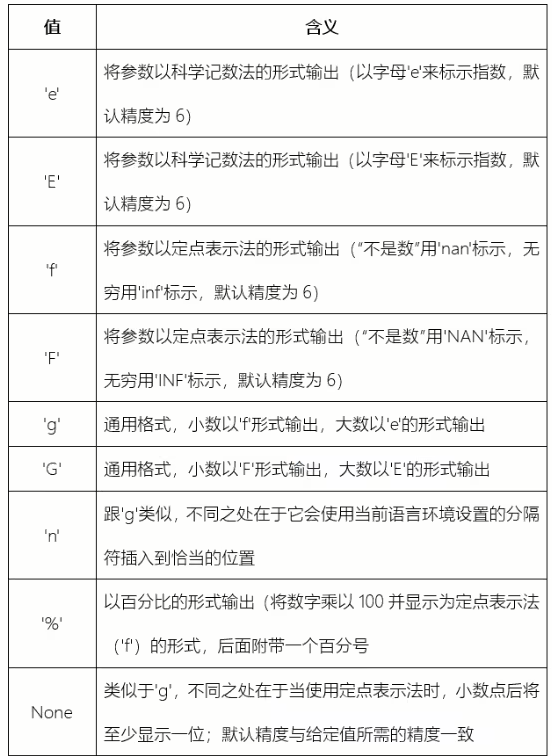 值 含义
'e' 将参数以科学记数法的形式输出（以字母'e'来标示指数，默
认精度为 6）
'E' 将参数以科学记数法的形式输出（以字母'E'来标示指数，默
认精度为 6）
'f' 将参数以定点表示法的形式输出（“不是数”用'nan'标示，无
穷用'inf'标示，默认精度为 6）
'F' 将参数以定点表示法的形式输出（“不是数”用'NAN'标示，
无穷用'INF'标示，默认精度为 6）
'g' 通用格式，小数以'f'形式输出，大数以'e'的形式输出
'G' 通用格式，小数以'F'形式输出，大数以'E'的形式输出
'n' 跟'g'类似，不同之处在于它会使用当前语言环境设置的分隔
符插入到恰当的位置
'%' 以百分比的形式输出（将数字乘以 100 并显示为定点表示法
（'f'）的形式，后面附带一个百分号
None 类似于'g'，不同之处在于当使用定点表示法时，小数点后将
至少显示一位；默认精度与给定值所需的精度一致